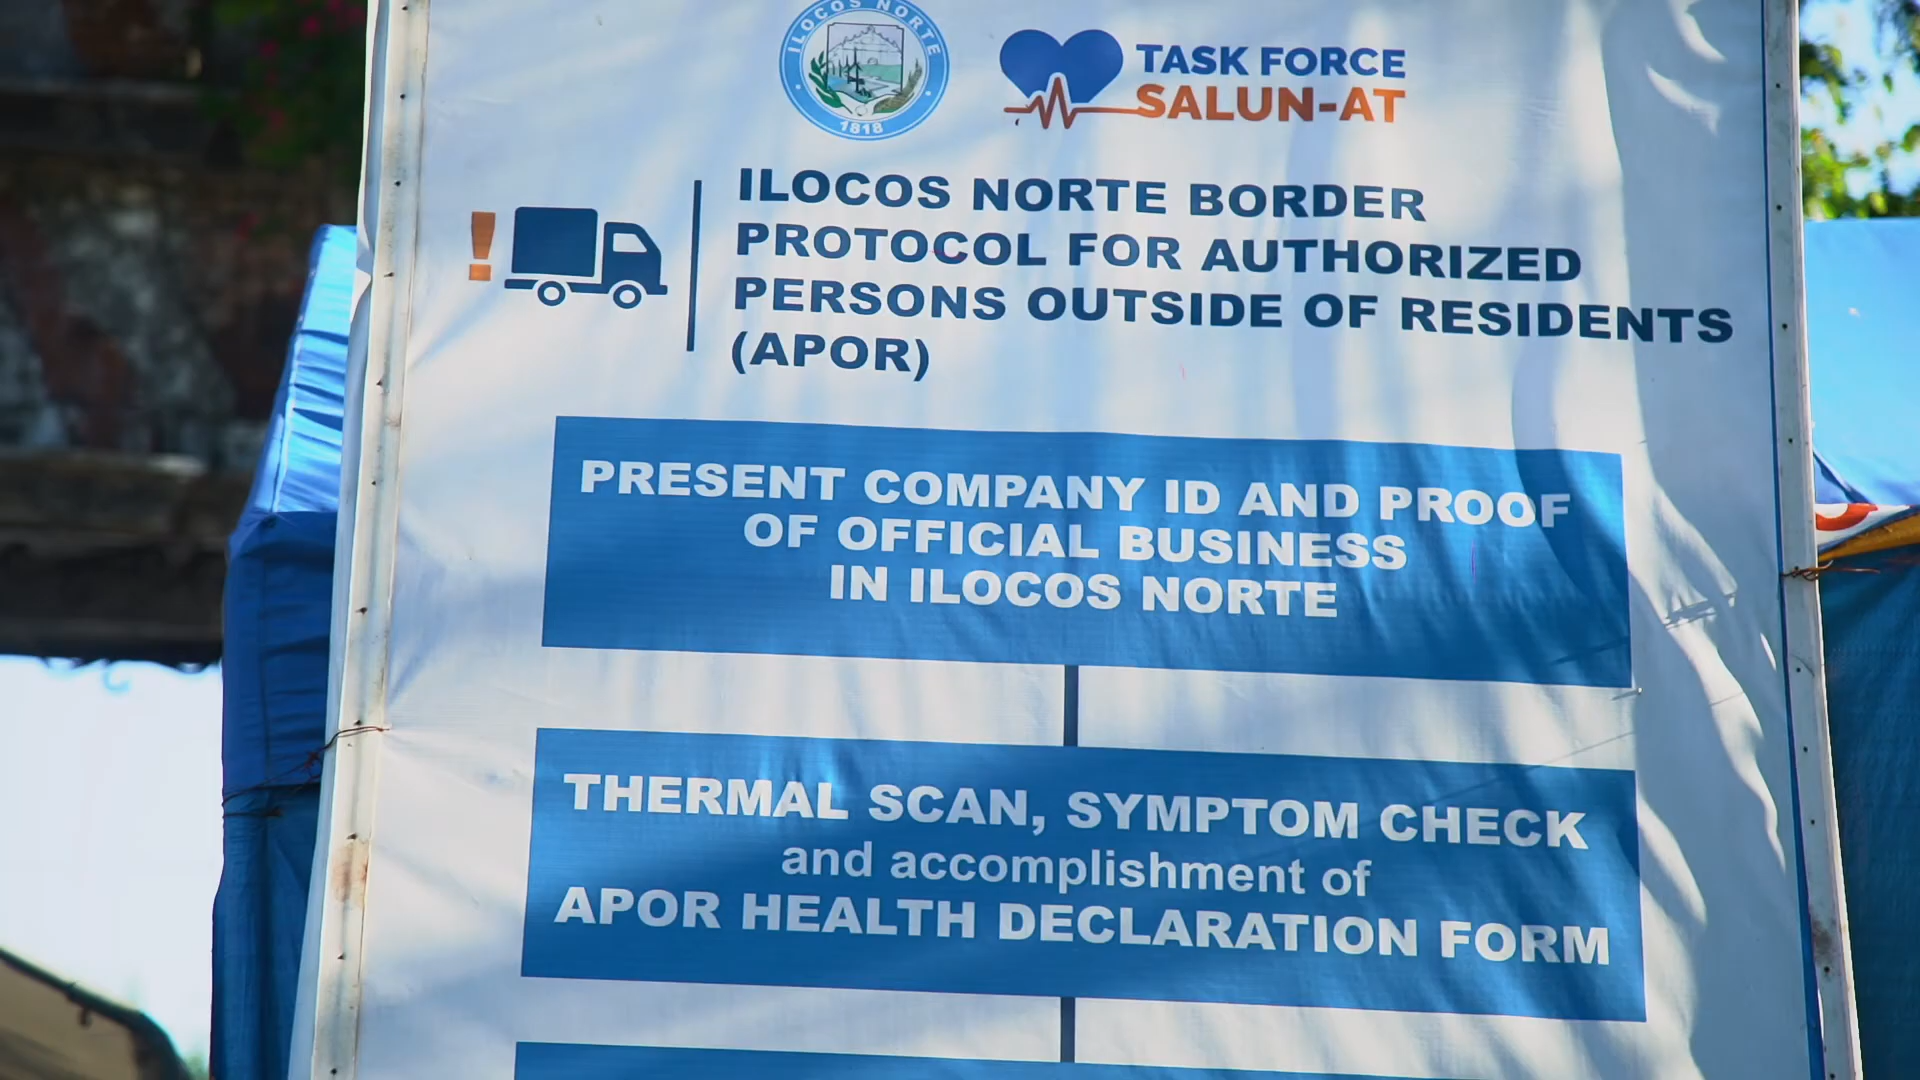 ILOCOS NORTE
1818
TASK FORCE
SALUN-AT
!
ILOCOS NORTE BORDER
PROTOCOL FOR AUTHORIZED
PERSONS OUTSIDE OF RESIDENTS
(APOR)
PRESENT COMPANY ID AND PROOF
OF OFFICIAL BUSINESS
IN ILOCOS NORTE
THERMAL SCAN, SYMPTOM CHECK
and accomplishment of
APOR HEALTH DECLARATION FORM